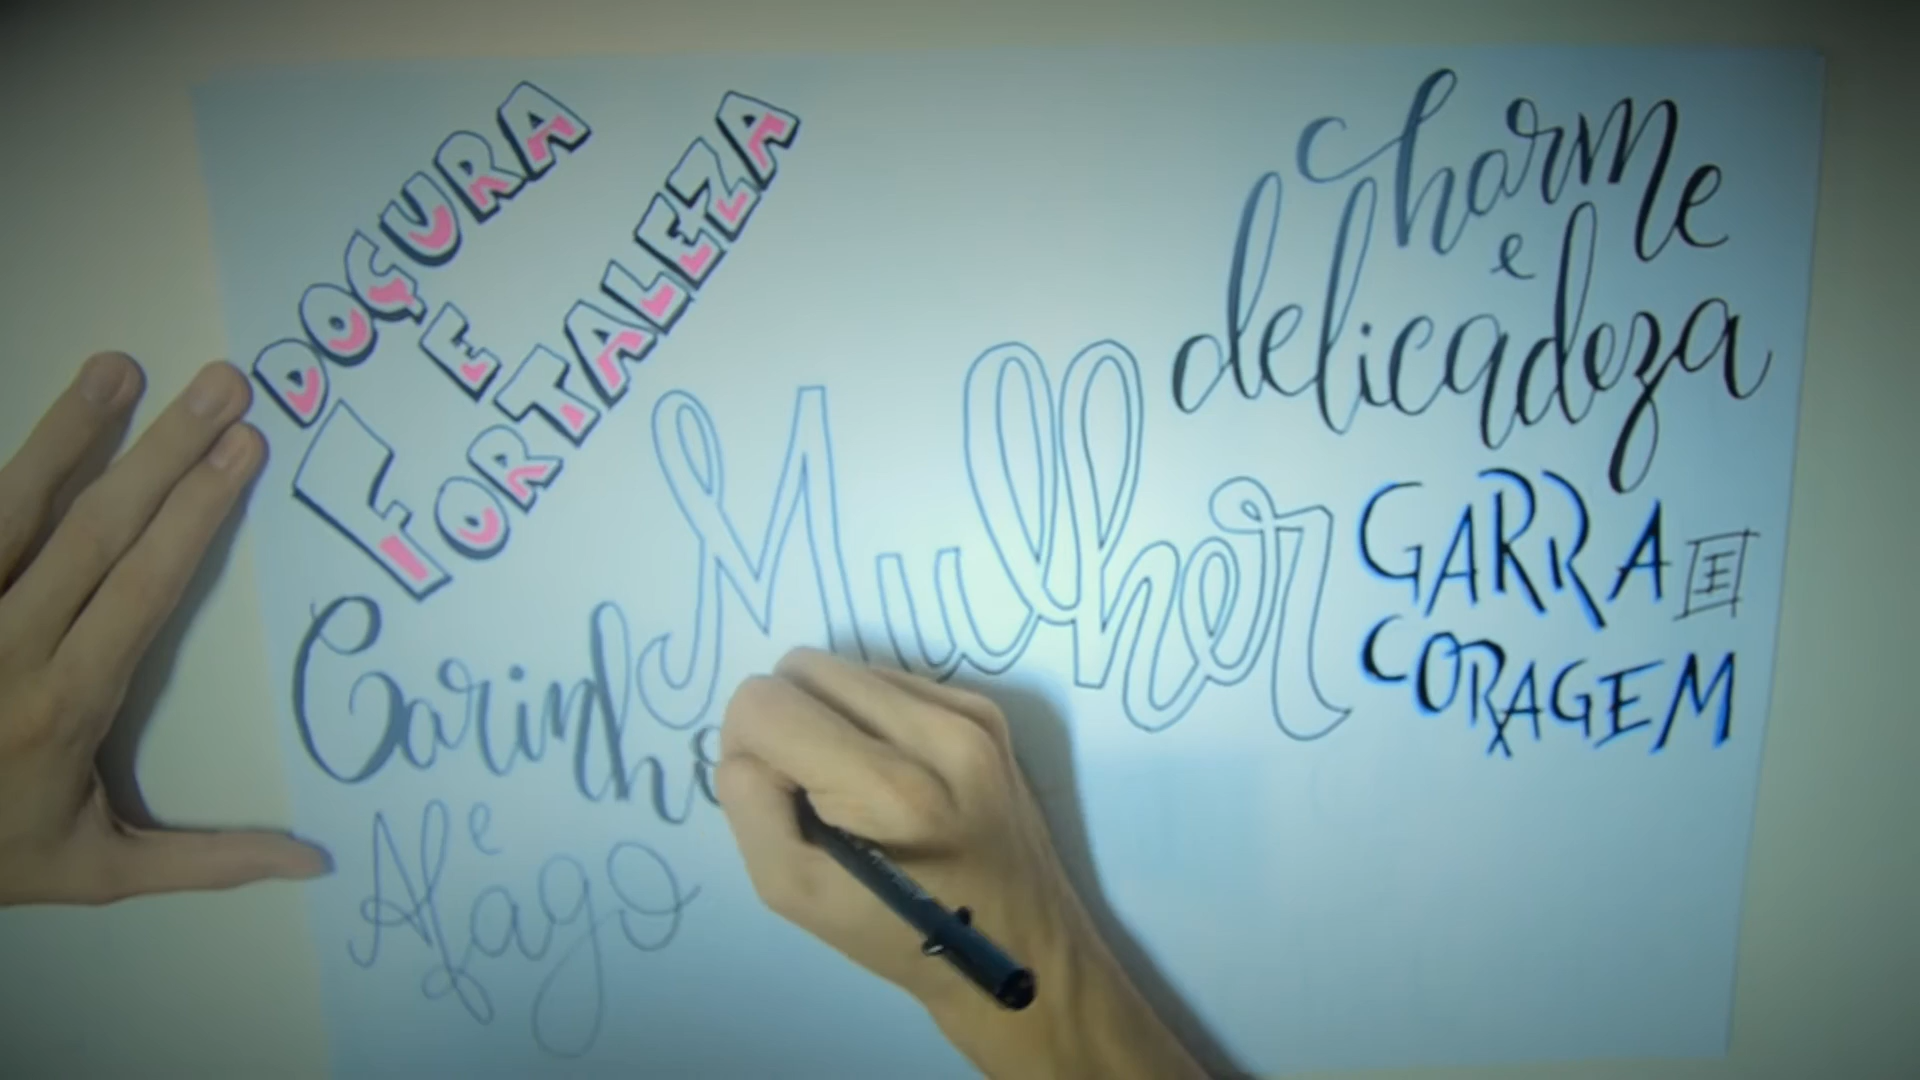 DOÇURA
E
FORTALEZA
charme
e
delicadeza
Mulher
GARRA E
CORAGEM
Carinho
e
Afago